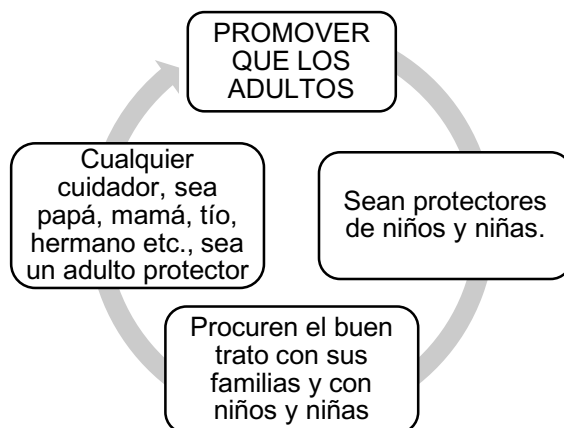 PROMOVER
QUE LOS
ADULTOS
Sean protectores
de niños y niñas.
Procuren el buen
trato con sus
familias y con
niños y niñas
Cualquier
cuidador, sea
papá, mamá, tío,
hermano etc., sea
un adulto protector